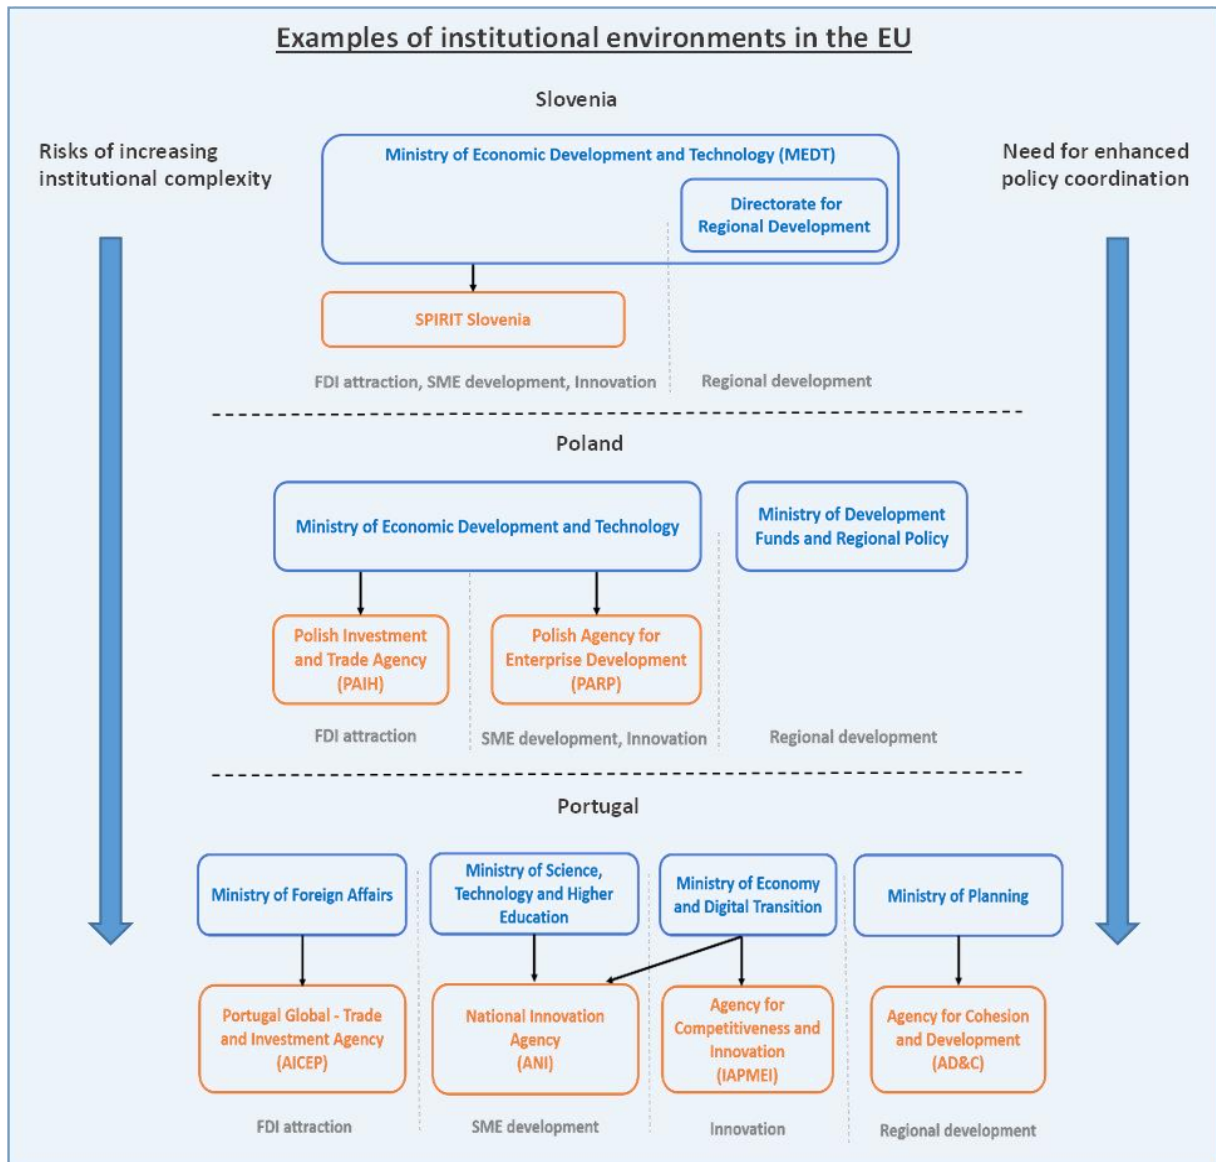 Examples of institutional environments in the EU
Slovenia
Risks of increasing
institutional complexity
Need for enhanced
policy coordination
Ministry of Economic Development and Technology (MEDT)
Directorate for
Regional Development
SPIRIT Slovenia
FDI attraction, SME development, Innovation
Regional development
Poland
Ministry of Economic Development and Technology
Ministry of Development
Funds and Regional Policy
Polish Investment
and Trade Agency
(PAIH)
Polish Agency for
Enterprise Development
(PARP)
FDI attraction
SME development, Innovation
Regional development
Portugal
Ministry of Foreign Affairs
Ministry of Science,
Technology and Higher
Education
Ministry of Economy
and Digital Transition
Ministry of Planning
Portugal Global - Trade
and Investment Agency
(AICEP)
National Innovation
Agency
(ANI)
Agency for
Competitiveness and
Innovation
(IAPMEI)
Agency for Cohesion
and Development
(AD&C)
FDI attraction
SME development
Innovation
Regional development